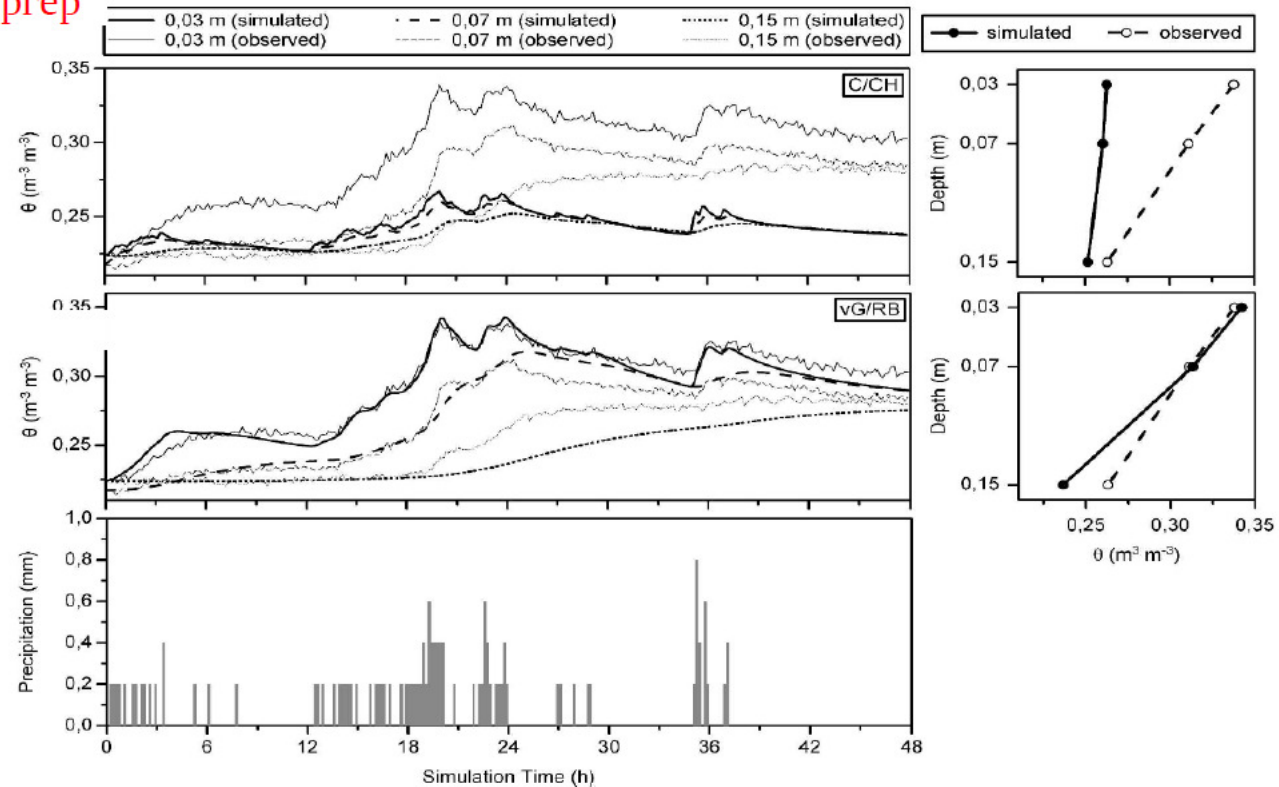 prep
0,03 m (simulated) 0,07 m (simulated) 0,15 m (simulated)
0,03 m (observed) 0,07 m (observed) 0,15 m (observed)
simulated observed
0,35
0,30
0,25
θ (m³ m⁻³)
C/CH
0,03
0,07
0,15
Depth (m)
0,35
0,30
0,25
θ (m³ m⁻³)
vG/RB
0,03
0,07
0,15
Depth (m)
0,25 0,30 0,35
θ (m³ m⁻³)
1,0
0,8
0,6
0,4
0,2
0,0
Precipitation (mm)
0 6 12 18 24 30 36 42 48
Simulation Time (h)